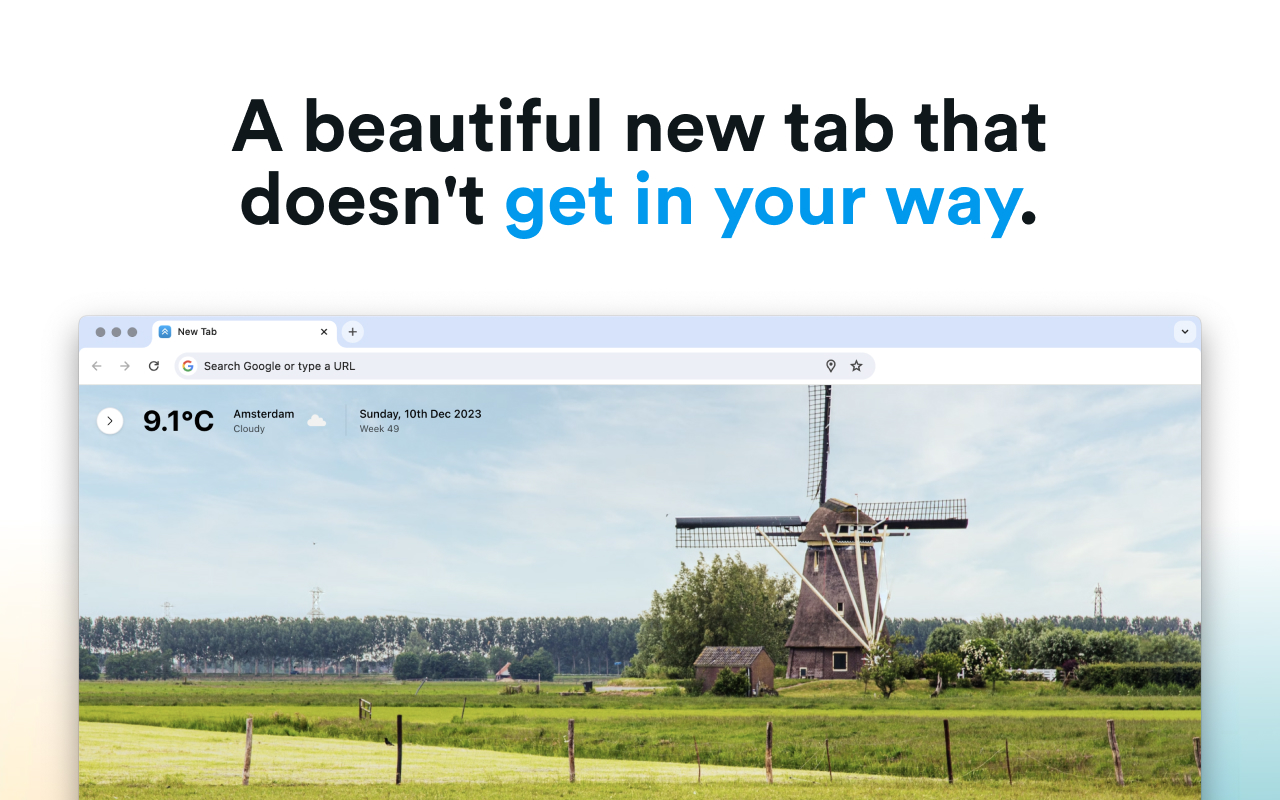 A beautiful new tab that
doesn't get in your way.
New Tab
Search Google or type a URL
9.1°C
Amsterdam
Cloudy
Sunday, 10th Dec 2023
Week 49